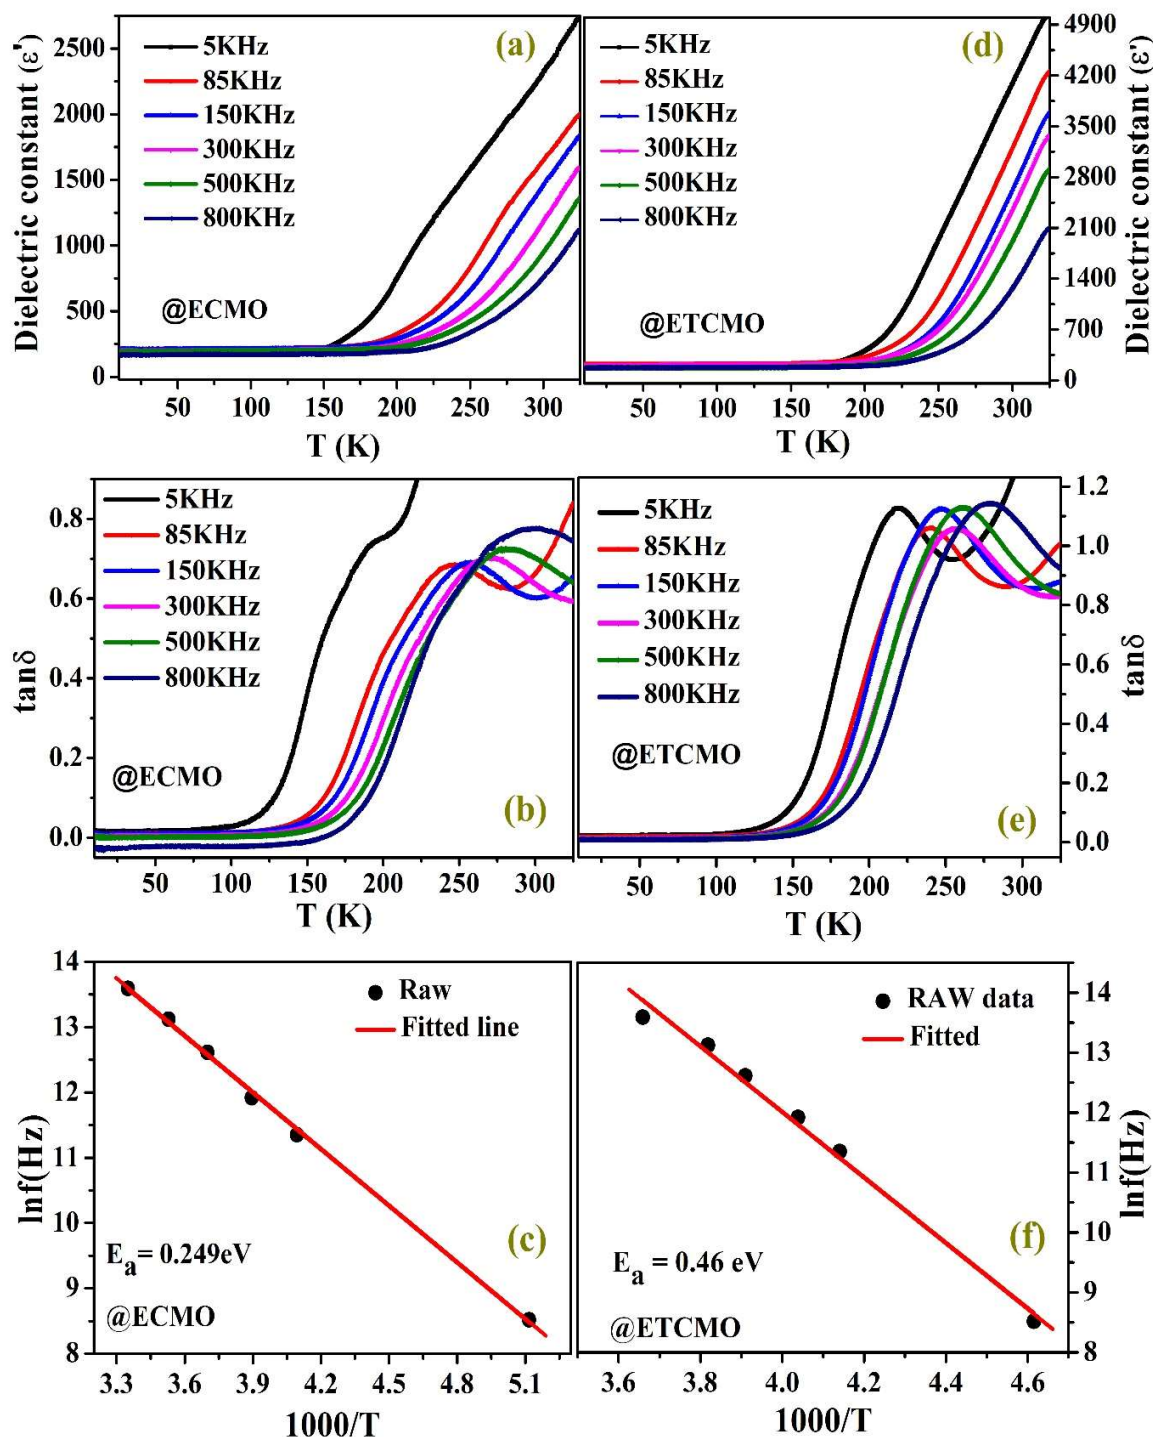 Dielectric constant (ε')
2500
2000
1500
1000
500
0
5KHz
85KHz
150KHz
300KHz
500KHz
800KHz
(a)
@ECMO
50 100 150 200 250 300
T (K)
5KHz
85KHz
150KHz
300KHz
500KHz
800KHz
(d)
@ETCMO
4900
4200
3500
2800
2100
1400
700
0
Dielectric constant (ε')
50 100 150 200 250 300
T (K)
tanδ
0.8
0.6
0.4
0.2
0.0
5KHz
85KHz
150KHz
300KHz
500KHz
800KHz
@ECMO
(b)
50 100 150 200 250 300
T (K)
5KHz
85KHz
150KHz
300KHz
500KHz
800KHz
@ETCMO
(e)
1.2
1.0
0.8
0.6
0.4
0.2
0.0
tanδ
50 100 150 200 250 300
T (K)
lnf(Hz)
14
13
12
11
10
9
8
Raw
Fitted line
(c)
Ea= 0.249eV
@ECMO
3.3 3.6 3.9 4.2 4.5 4.8 5.1
1000/T
RAW data
Fitted
(f)
Ea = 0.46 eV
@ETCMO
14
13
12
11
10
9
8
lnf(Hz)
3.6 3.8 4.0 4.2 4.4 4.6
1000/T